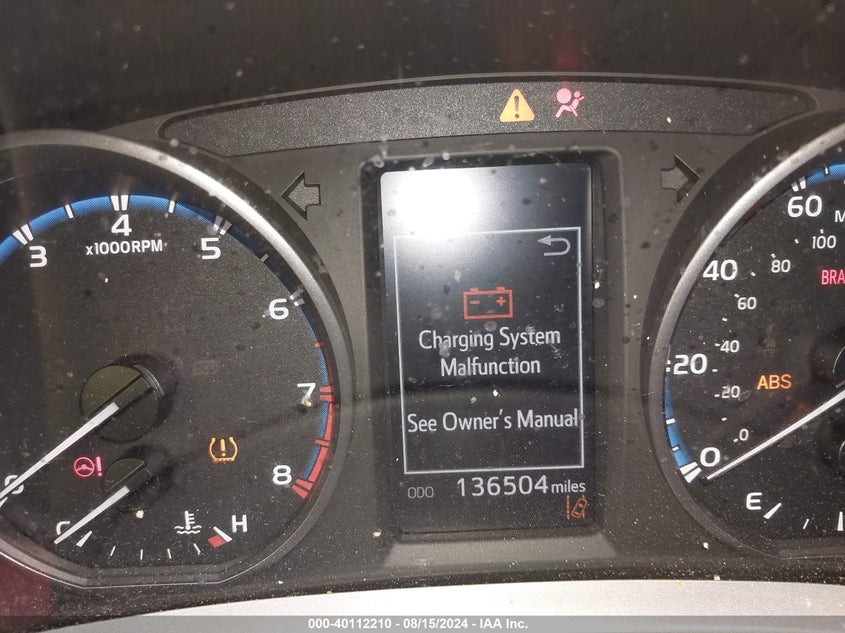 3
4
5
x1000RPM
6
7
8
C
H
Charging System
Malfunction
See Owner's Manual
ODO 136504 miles
60
100
40
80
60
BRA
20
40
20
ABS
0
0
E
000-40112210 - 08/15/2024 - IAA Inc.